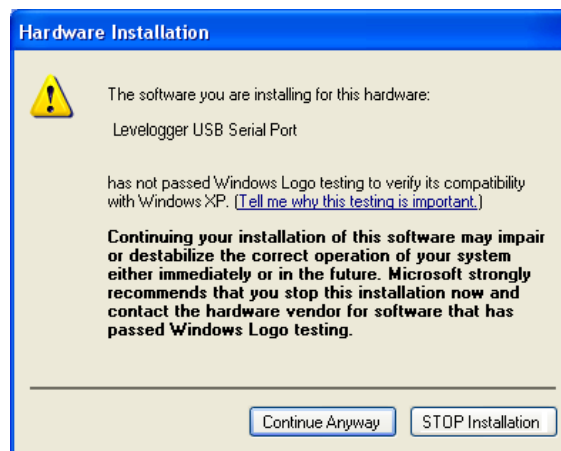 Hardware Installation
The software you are installing for this hardware:
Levelogger USB Serial Port
has not passed Windows Logo testing to verify its compatibility
with Windows XP. (Tell me why this testing is important.)
Continuing your installation of this software may impair
or destabilize the correct operation of your system
either immediately or in the future. Microsoft strongly
recommends that you stop this installation now and
contact the hardware vendor for software that has
passed Windows Logo testing.
Continue Anyway
STOP Installation